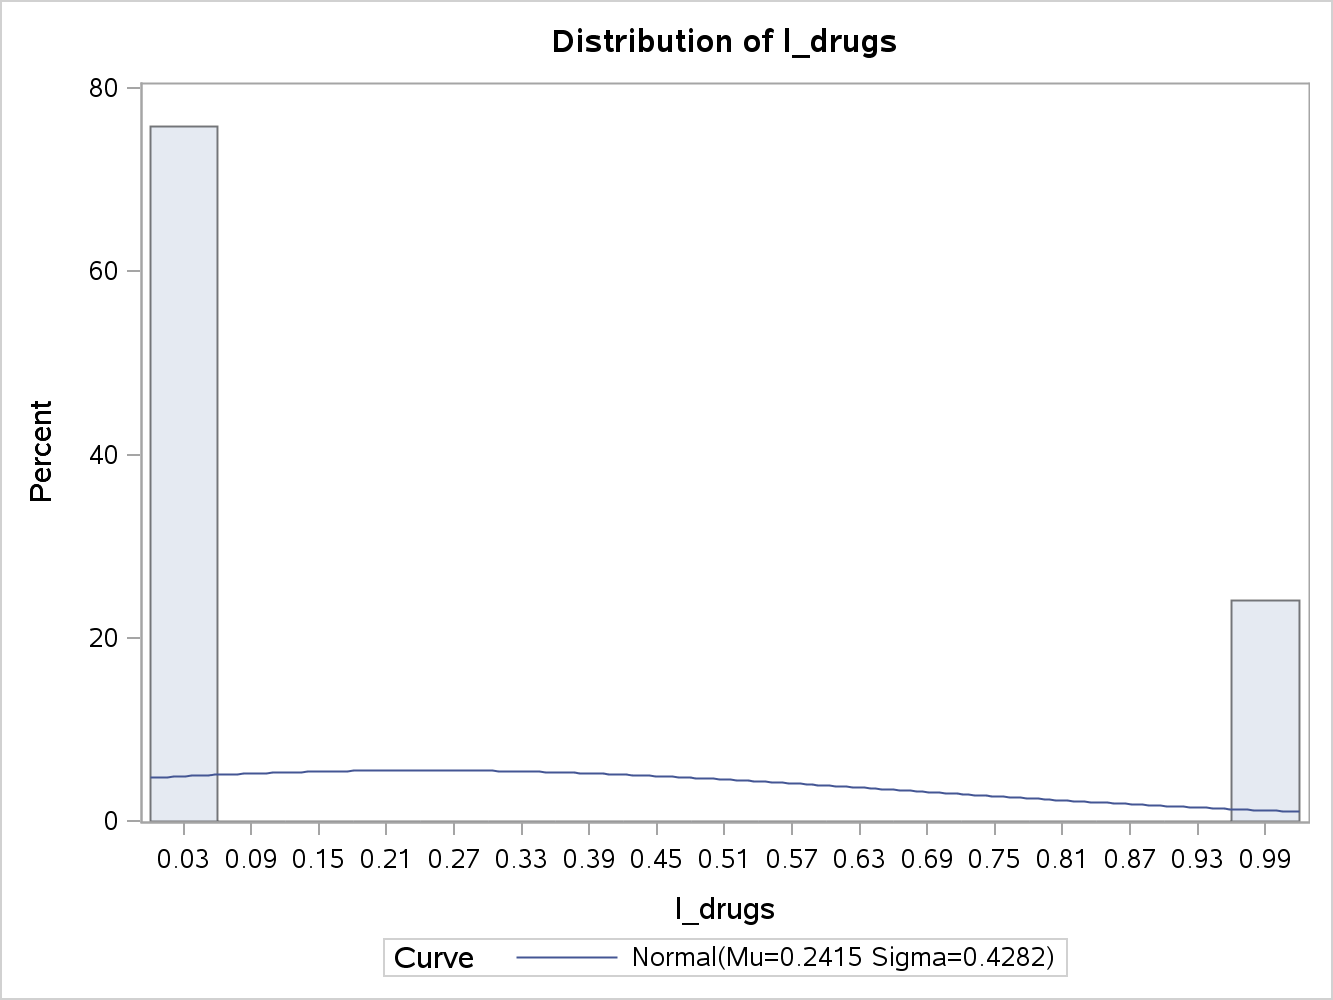 Distribution of l_drugs
80
60
40
20
0
Percent
0.03 0.09 0.15 0.21 0.27 0.33 0.39 0.45 0.51 0.57 0.63 0.69 0.75 0.81 0.87 0.93 0.99
l_drugs
Curve Normal(Mu=0.2415 Sigma=0.4282)